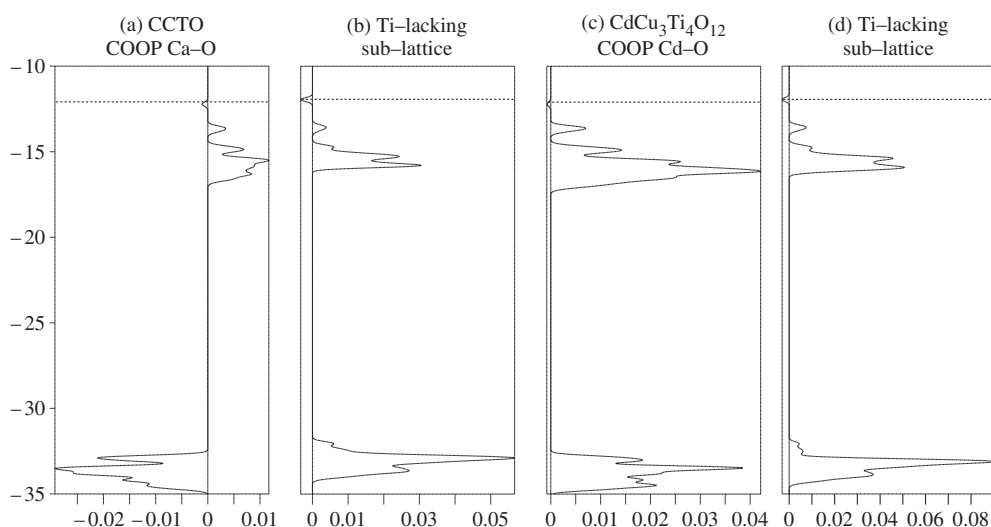 (a) CCTO
COOP Ca–O
(b) Ti–lacking
sub–lattice
(c) CdCu₃Ti₄O₁₂
COOP Cd–O
(d) Ti–lacking
sub–lattice
–10
–15
–20
–25
–30
–35
–0.02 –0.01 0 0.01
0 0.01 0.03 0.05
0 0.01 0.02 0.03 0.04
0 0.02 0.04 0.06 0.08